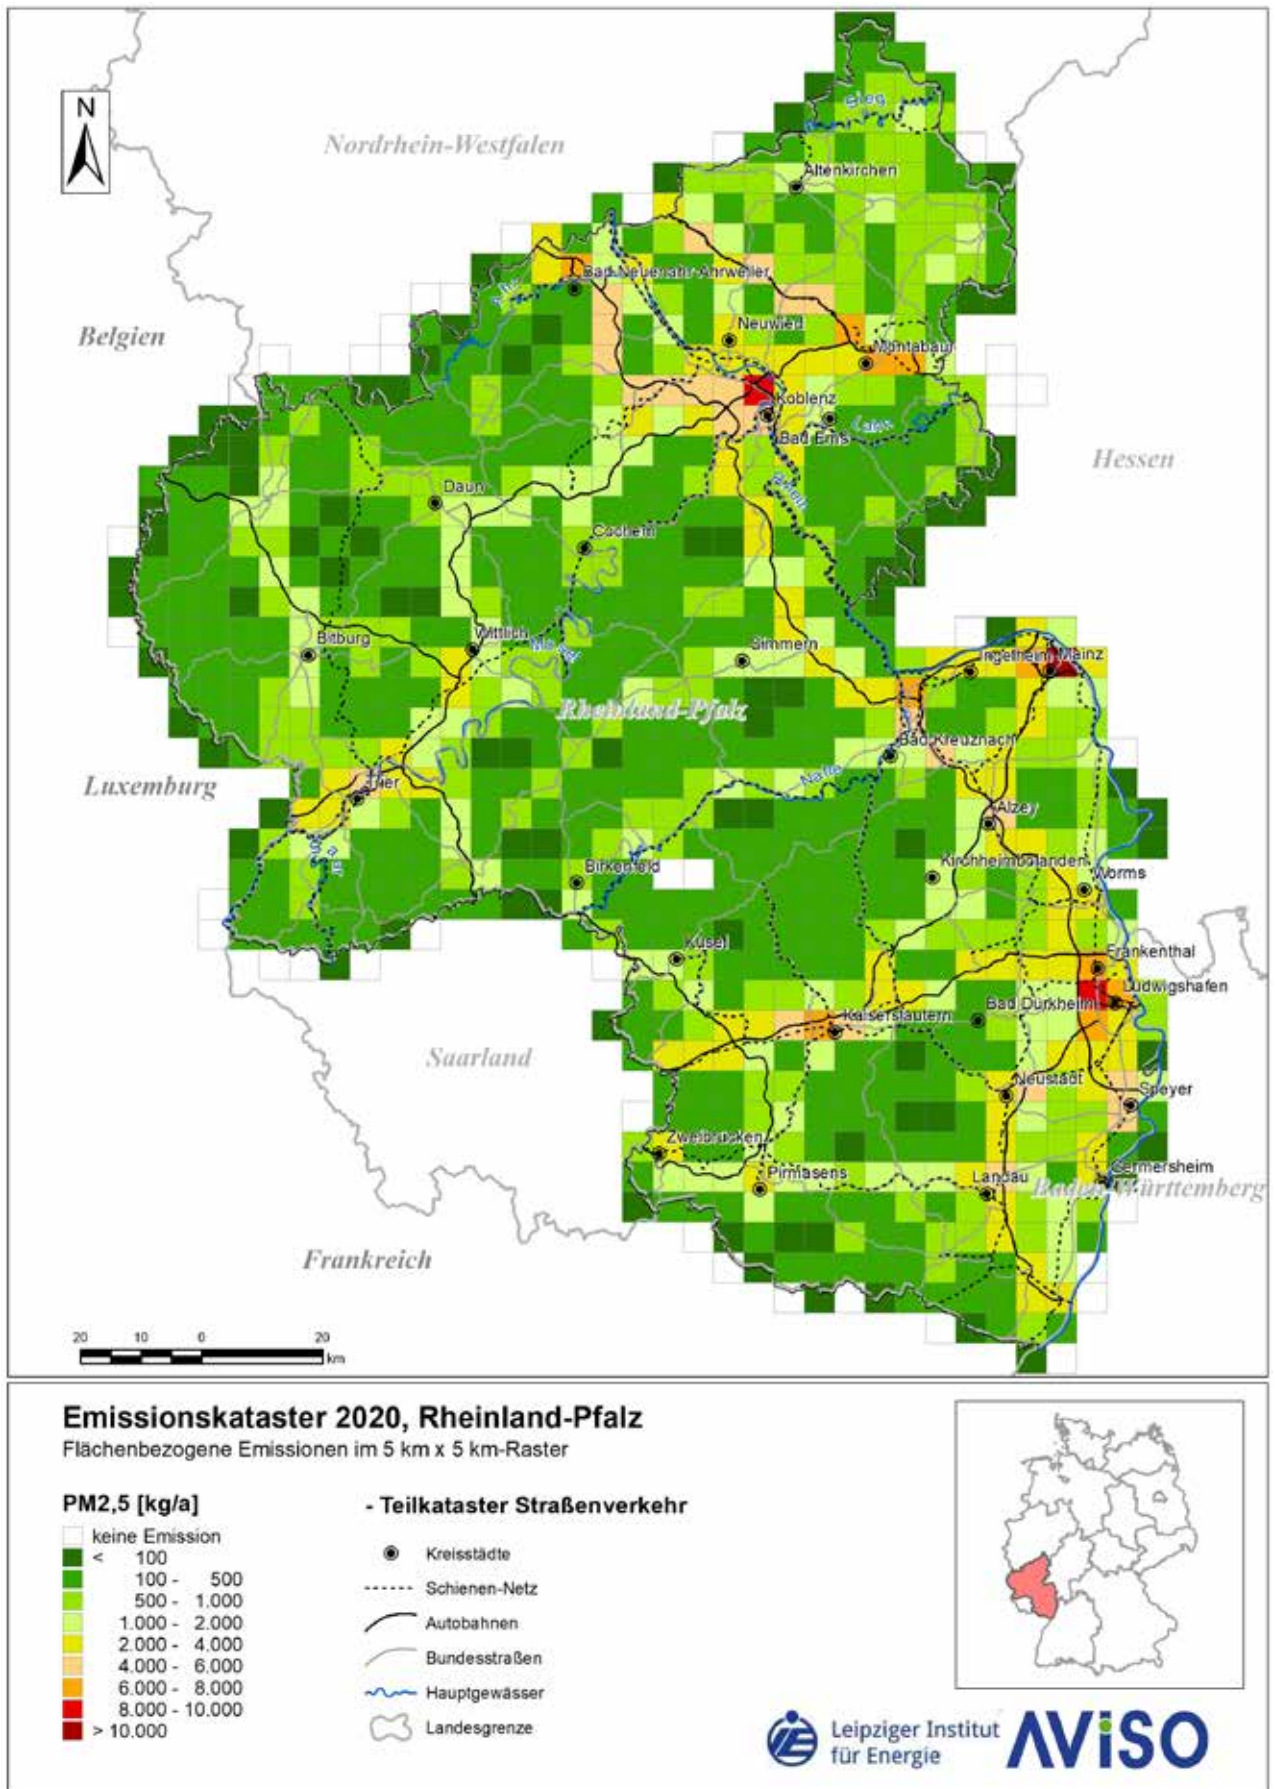 N
Nordrhein-Westfalen
Sieg
Altenkirchen
Bad Neuenahr-Ahrweiler
Ahr
Belgien
Neuwied
Montabaur
Koblenz
Lahn
Bad Ems
Hessen
Rhein
Daun
Cochem
Bitburg
Wittlich
Mosel
Simmern
Ingelheim
Mainz
Rheinland-Pfalz
Bad Kreuznach
Luxemburg
Trier
Nahe
Alzey
Saar
Kirchheimbolanden
Birkenfeld
Worms
Kusel
Frankenthal
Ludwigshafen
Bad Dürkheim
Kaiserslautern
Saarland
Neustadt
Speyer
Zweibrücken
Pirmasens
Landau
Germersheim
Baden-Württemberg
Frankreich
20 10 0 20
km
Emissionskataster 2020, Rheinland-Pfalz
Flächenbezogene Emissionen im 5 km x 5 km-Raster
PM2,5 [kg/a]
keine Emission
< 100
100 - 500
500 - 1.000
1.000 - 2.000
2.000 - 4.000
4.000 - 6.000
6.000 - 8.000
8.000 - 10.000
> 10.000
- Teilkataster Straßenverkehr
Kreisstädte
Schienen-Netz
Autobahnen
Bundesstraßen
Hauptgewässer
Landesgrenze
Leipziger Institut
für Energie
AViSO